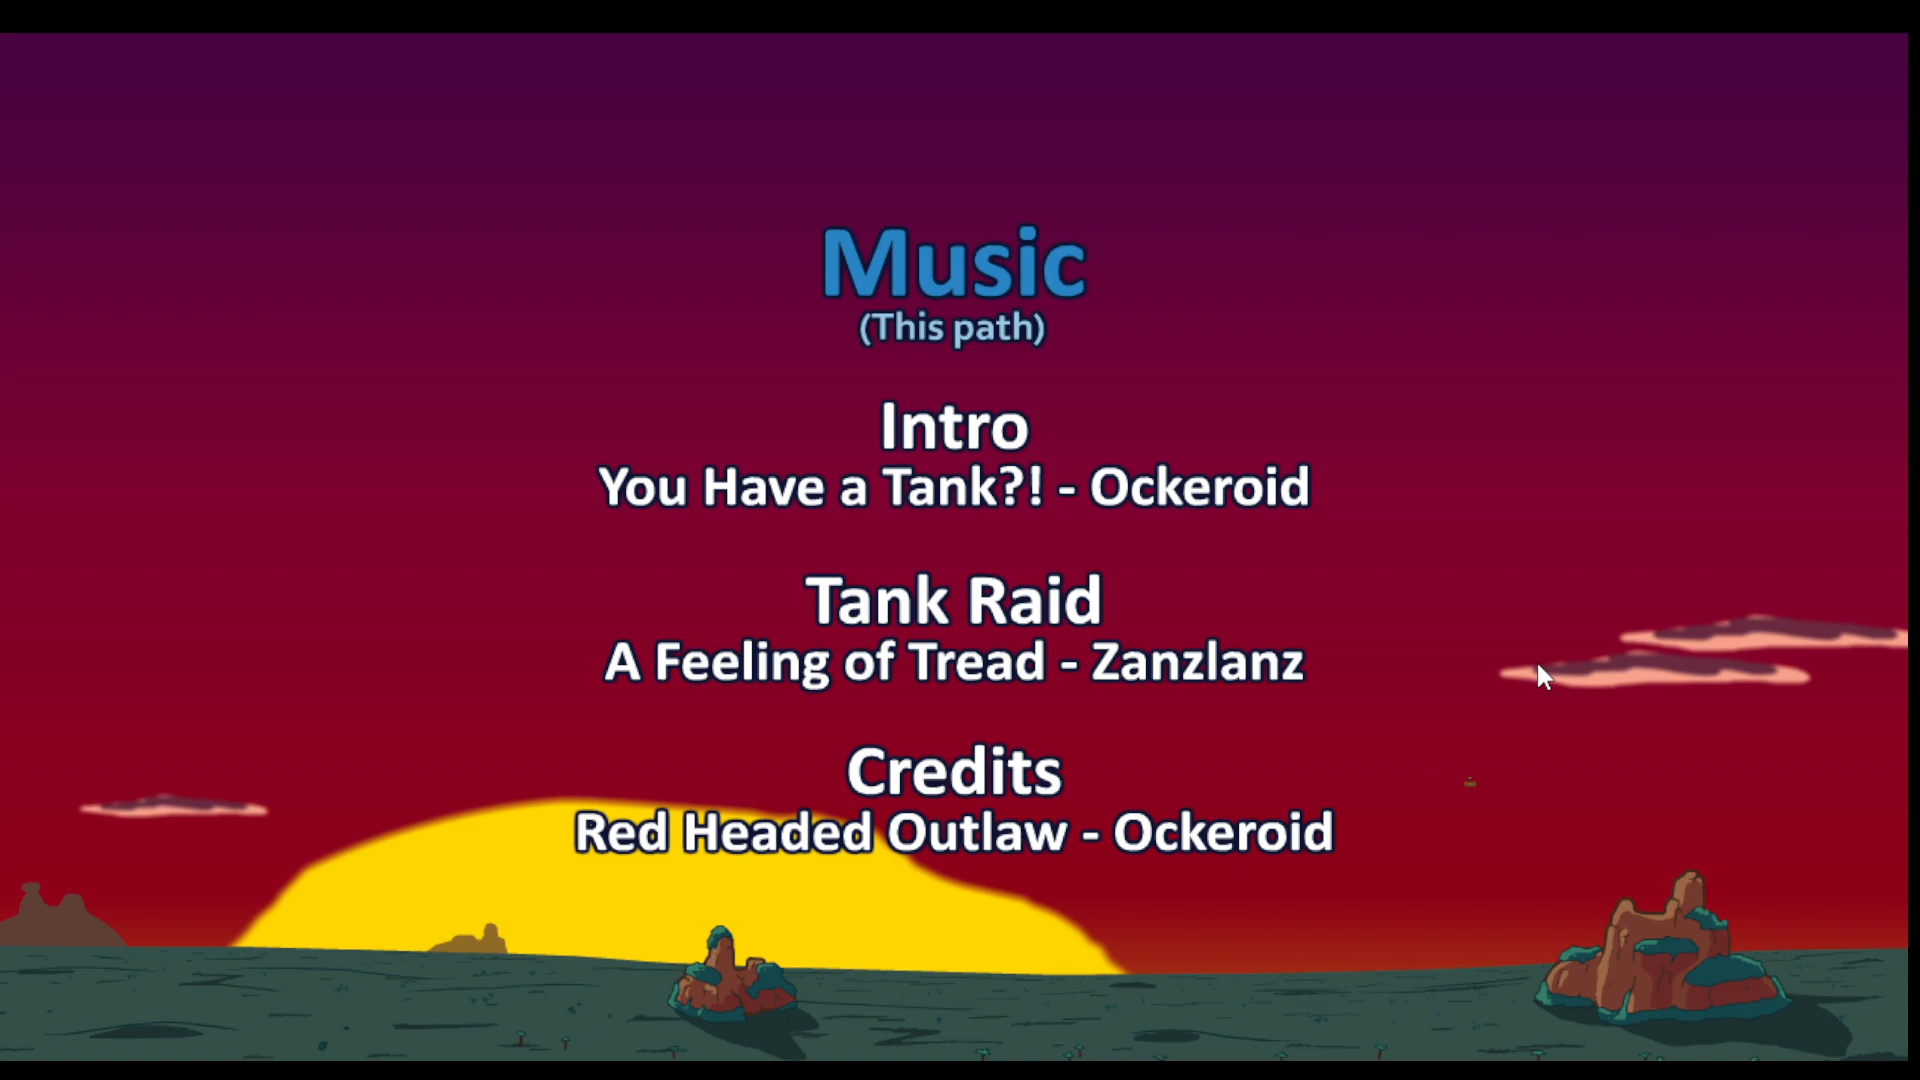 Music
(This path)
Intro
You Have a Tank?! - Ockeroid
Tank Raid
A Feeling of Tread - Zanzlanz
Credits
Red Headed Outlaw - Ockeroid